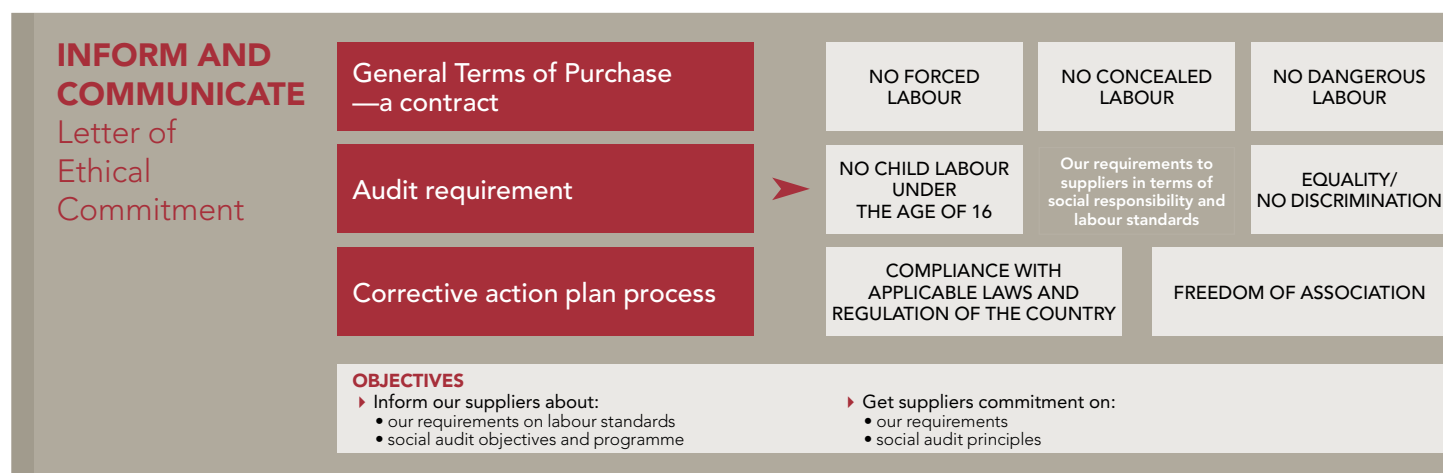 INFORM AND
COMMUNICATE
Letter of
Ethical
Commitment
General Terms of Purchase
—a contract
Audit requirement
Corrective action plan process
NO FORCED
LABOUR
NO CONCEALED
LABOUR
NO DANGEROUS
LABOUR
NO CHILD LABOUR
UNDER
THE AGE OF 16
Our requirements to
suppliers in terms of
social responsibility and
labour standards
EQUALITY/
NO DISCRIMINATION
COMPLIANCE WITH
APPLICABLE LAWS AND
REGULATION OF THE COUNTRY
FREEDOM OF ASSOCIATION
OBJECTIVES
Inform our suppliers about:
• our requirements on labour standards
• social audit objectives and programme
Get suppliers commitment on:
• our requirements
• social audit principles